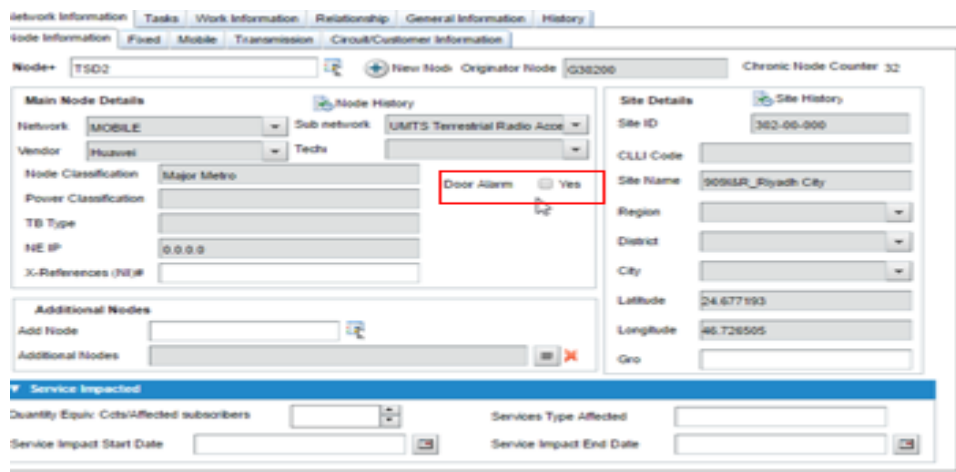 Network Information Tasks Work Information Relationship General Information History
Node Information Fixed Mobile Transmission Circuit/Customer Information
Node+ TSD2 New Node Originator Node G38200 Chronic Node Counter 32
Main Node Details Node History
Network MOBILE Sub network UMTS Terrestrial Radio Acce
Vendor Huawei Techn
Node Classification Major Metro
Door Alarm Yes
Power Classification
TB Type
NE IP 0.0.0.0
X-References (NI)#
Site Details Site History
Site ID 302-00-000
CLLI Code
Site Name Riyadh City
Region
District
City
Latitude 24.677193
Longitude 46.726505
Gro
Additional Nodes
Add Node
Additional Nodes
Service Impacted
Quantity Equiv. Ccts/Affected subscribers
Services Type Affected
Service Impact Start Date
Service Impact End Date